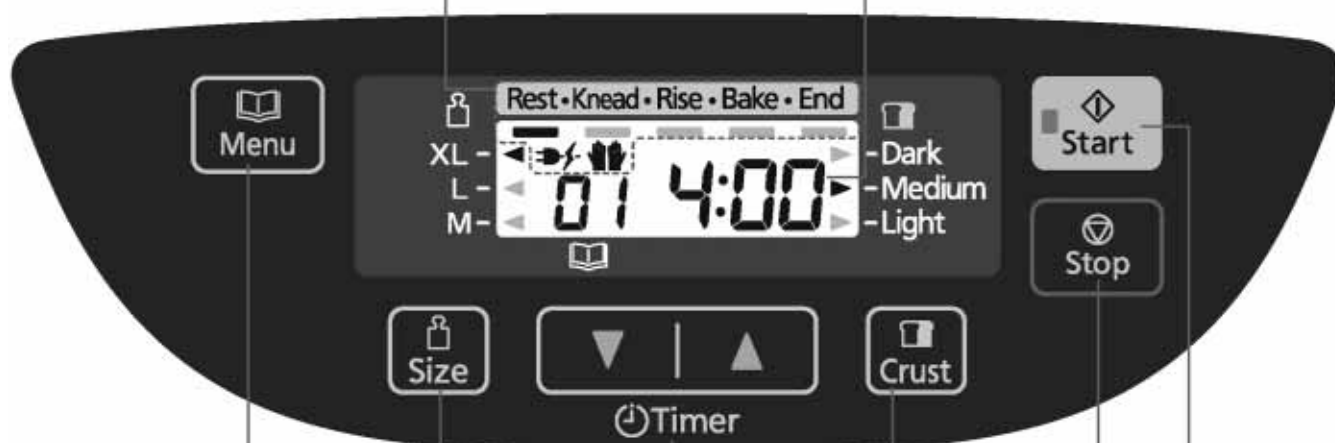 Rest • Knead • Rise • Bake • End
Menu
XL
L
M
01 4:00
Dark
Medium
Light
Start
Stop
Size
Timer
Crust